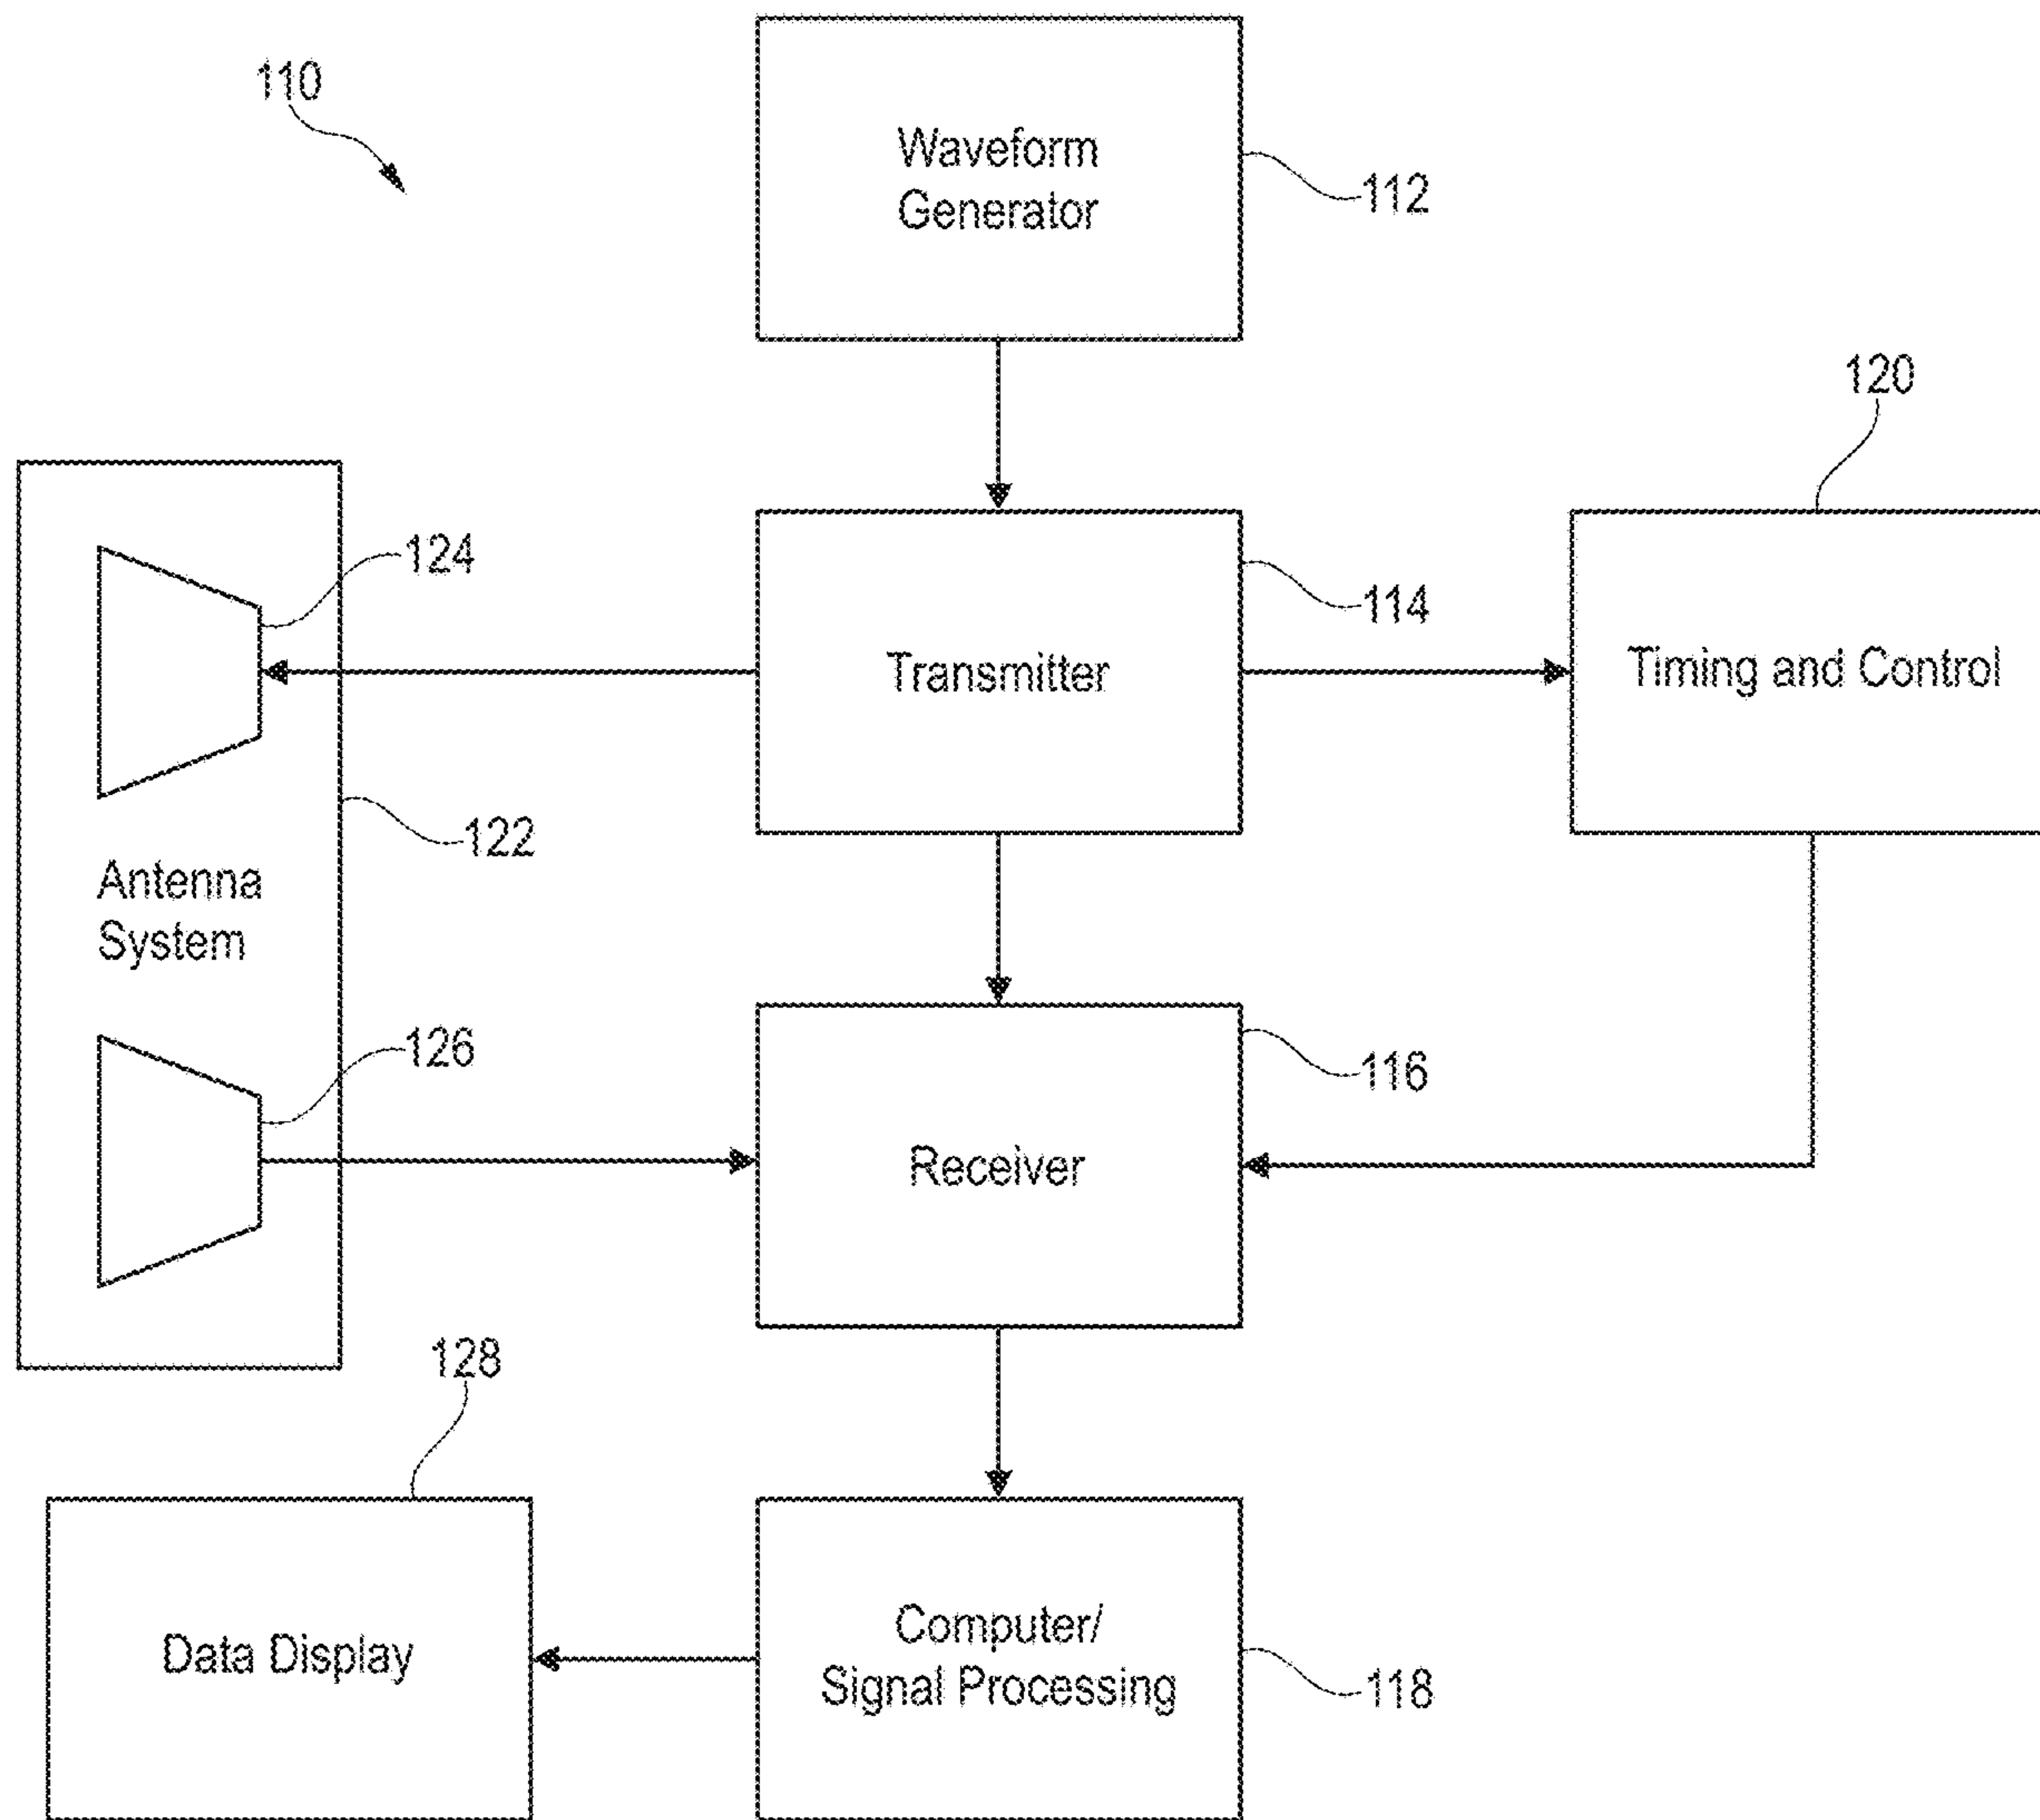 110
Waveform
Generator
112
120
124
114
Transmitter
Timing and Control
122
Antenna
System
126
116
Receiver
128
Computer/
Signal Processing
Data Display
118